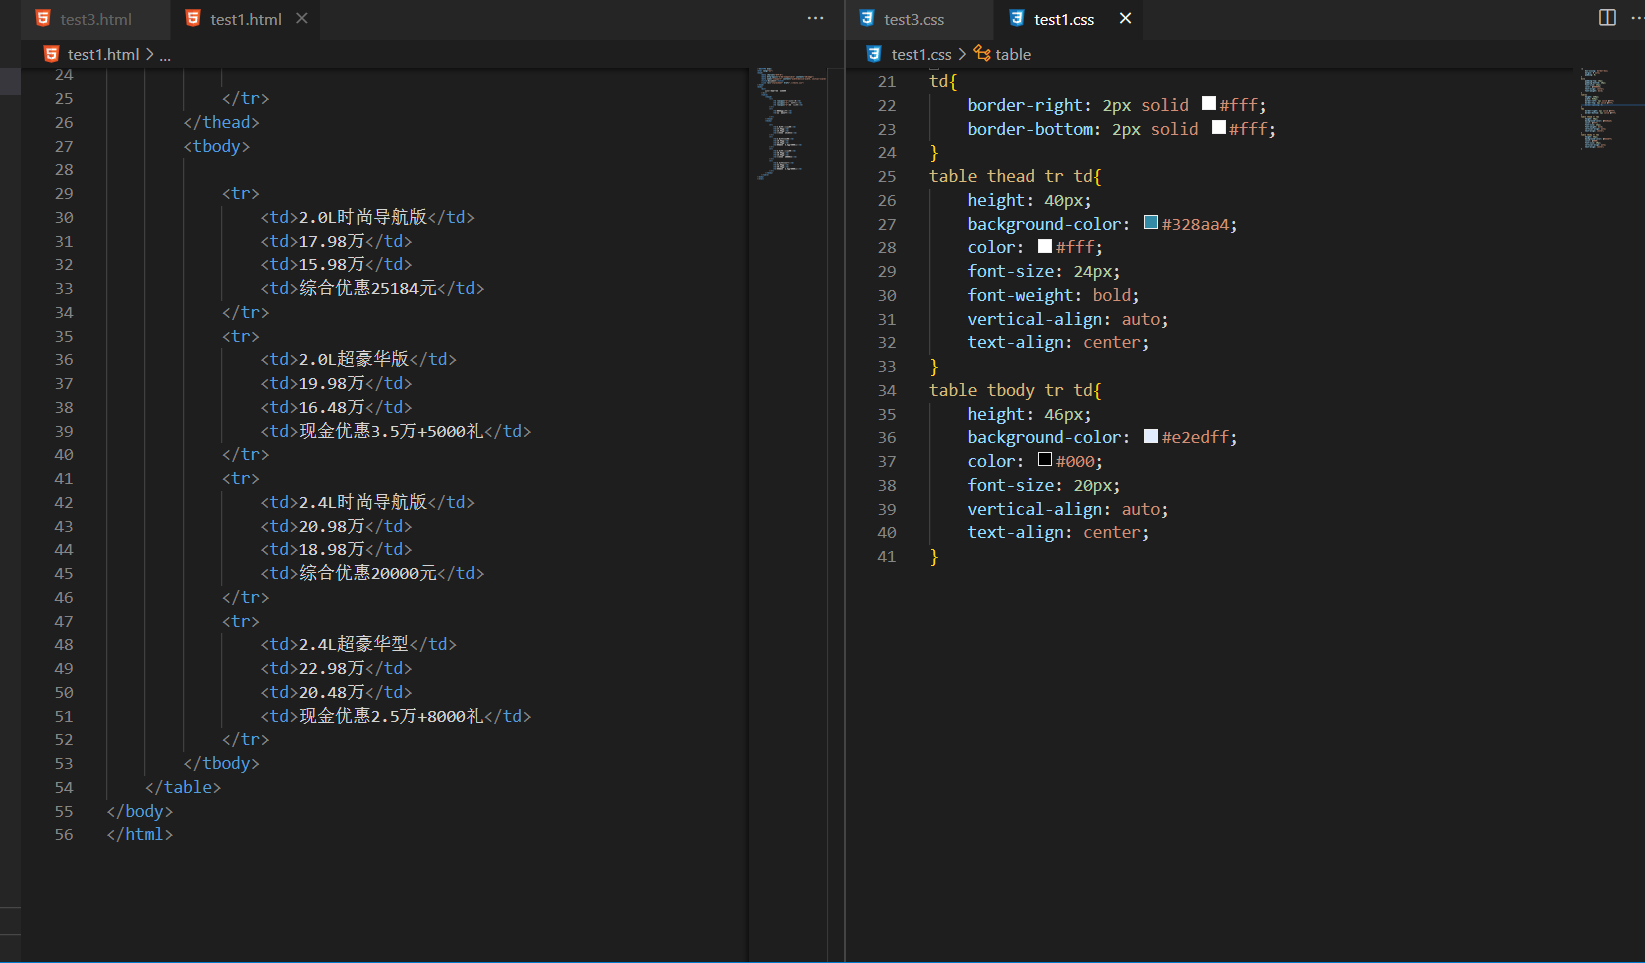 test3.html
test1.html
test1.html > ...
24
25 </tr>
26 </thead>
27 <tbody>
28
29 <tr>
30 <td>2.0L时尚导航版</td>
31 <td>17.98万</td>
32 <td>15.98万</td>
33 <td>综合优惠25184元</td>
34 </tr>
35 <tr>
36 <td>2.0L超豪华版</td>
37 <td>19.98万</td>
38 <td>16.48万</td>
39 <td>现金优惠3.5万+5000礼</td>
40 </tr>
41 <tr>
42 <td>2.4L时尚导航版</td>
43 <td>20.98万</td>
44 <td>18.98万</td>
45 <td>综合优惠20000元</td>
46 </tr>
47 <tr>
48 <td>2.4L超豪华型</td>
49 <td>22.98万</td>
50 <td>20.48万</td>
51 <td>现金优惠2.5万+8000礼</td>
52 </tr>
53 </tbody>
54 </table>
55 </body>
56 </html>
test3.css
test1.css
test1.css > table
21 td{
22 border-right: 2px solid #fff;
23 border-bottom: 2px solid #fff;
24 }
25 table thead tr td{
26 height: 40px;
27 background-color: #328aa4;
28 color: #fff;
29 font-size: 24px;
30 font-weight: bold;
31 vertical-align: auto;
32 text-align: center;
33 }
34 table tbody tr td{
35 height: 46px;
36 background-color: #e2edff;
37 color: #000;
38 font-size: 20px;
39 vertical-align: auto;
40 text-align: center;
41 }